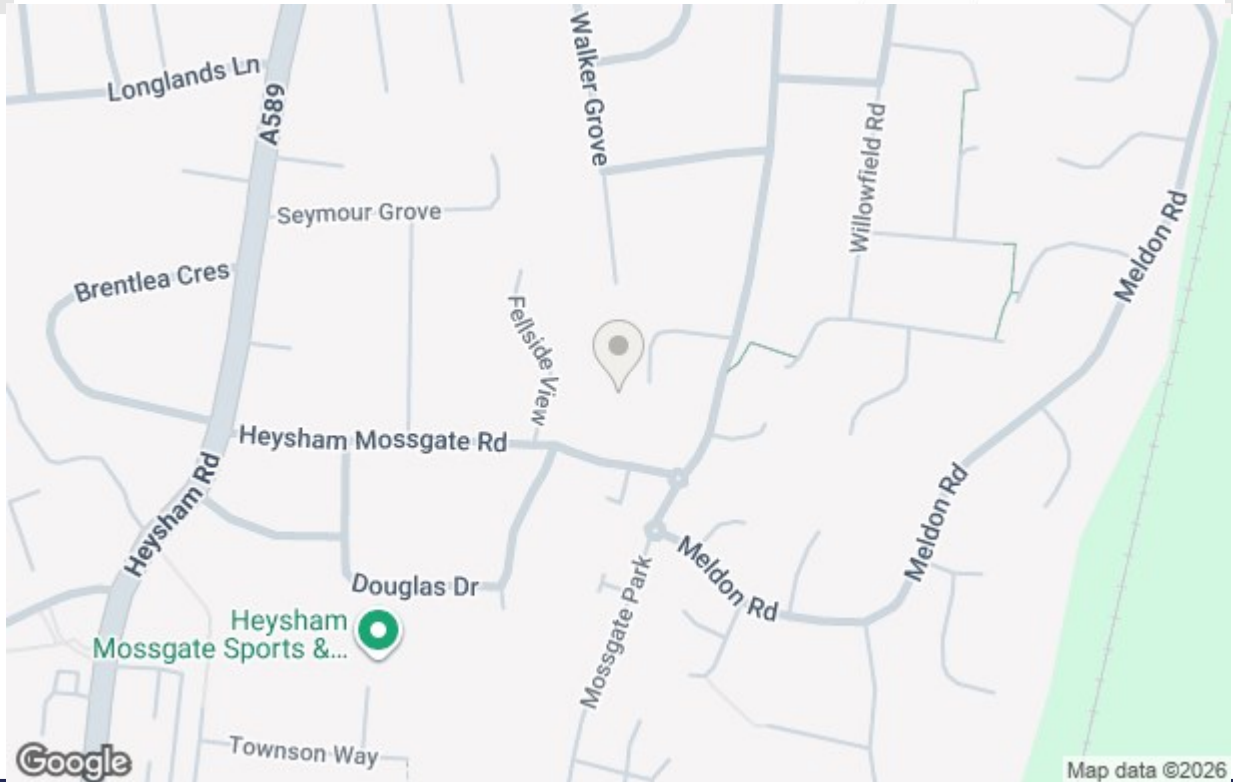 Longlands Ln
A589
Walker Grove
Willowfield Rd
Seymour Grove
Meldon Rd
Brentlea Cres
Fellside View
Heysham Mossgate Rd
Heysham Rd
Meldon Rd
Meldon Rd
Douglas Dr
Mossgate Park
Heysham
Mossgate Sports &...
Townson Way
Google
Map data ©2026